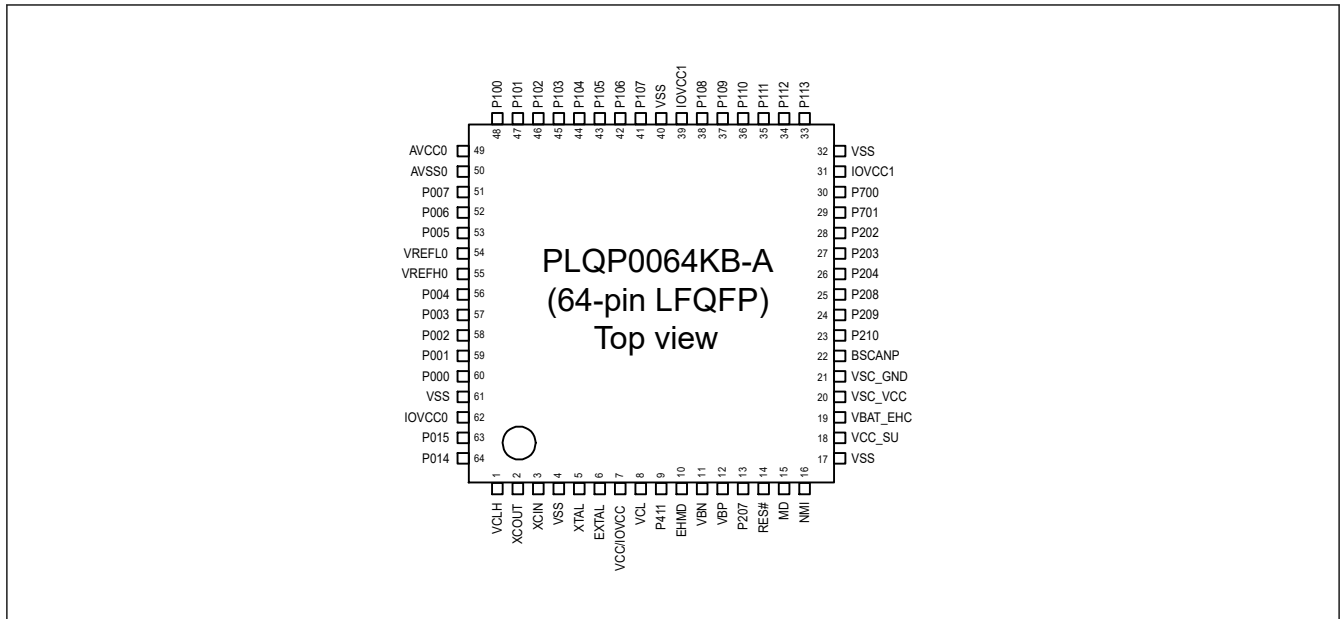 P100
P101
P102
P103
P104
P105
P106
P107
VSS
IOVCC1
P108
P109
P110
P111
P112
P113
48
47
46
45
44
43
42
41
40
39
38
37
36
35
34
33
AVCC0 49
AVSS0 50
P007 51
P006 52
P005 53
VREFL0 54
VREFH0 55
P004 56
P003 57
P002 58
P001 59
P000 60
VSS 61
IOVCC0 62
P015 63
P014 64
PLQP0064KB-A
(64-pin LFQFP)
Top view
32 VSS
31 IOVCC1
30 P700
29 P701
28 P202
27 P203
26 P204
25 P208
24 P209
23 P210
22 BSCANP
21 VSC_GND
20 VSC_VCC
19 VBAT_EHC
18 VCC_SU
17 VSS
1
2
3
4
5
6
7
8
9
10
11
12
13
14
15
16
VCLH
XCOUT
XCIN
VSS
XTAL
EXTAL
VCC/IOVCC
VCL
P411
EHMD
VBN
VBP
P207
RES#
MD
NMI